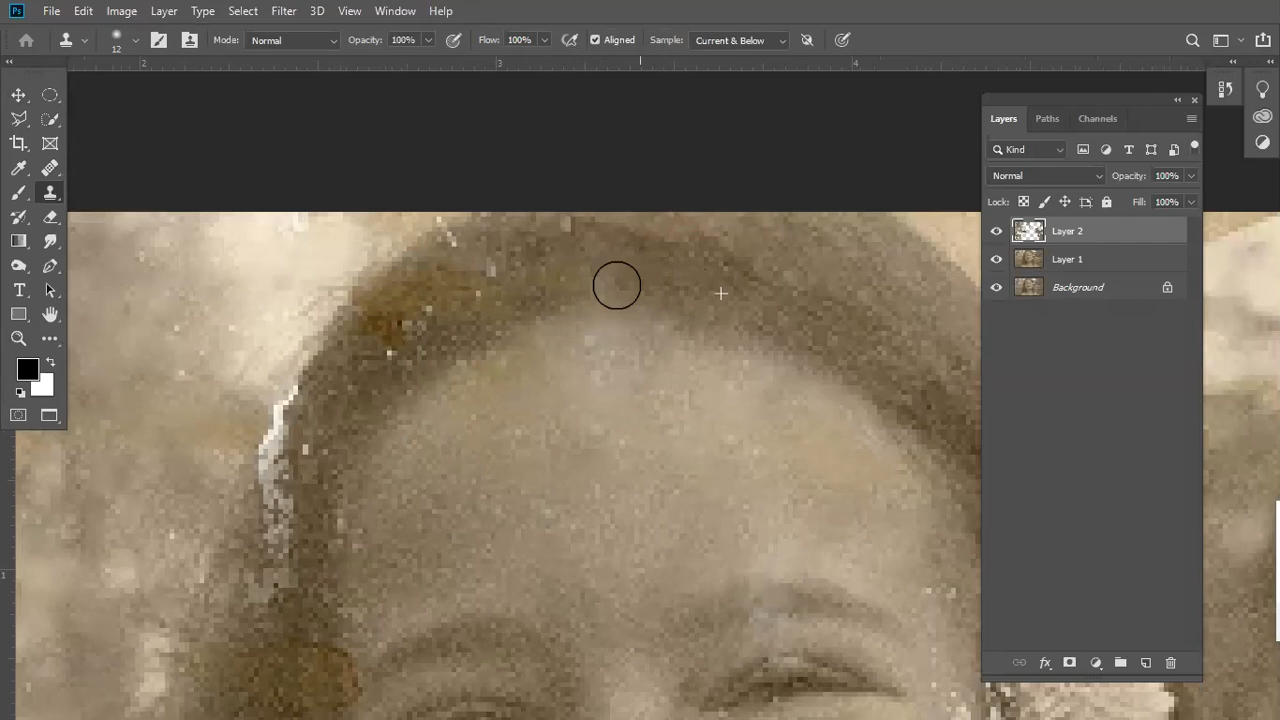 Ps File Edit Image Layer Type Select Filter 3D View Window Help
12 Mode: Normal Opacity: 100% Flow: 100% Aligned Sample: Current & Below
2 3 4
Layers Paths Channels
Kind T
Normal Opacity: 100%
Lock: Fill: 100%
Layer 2
Layer 1
Background
T
1